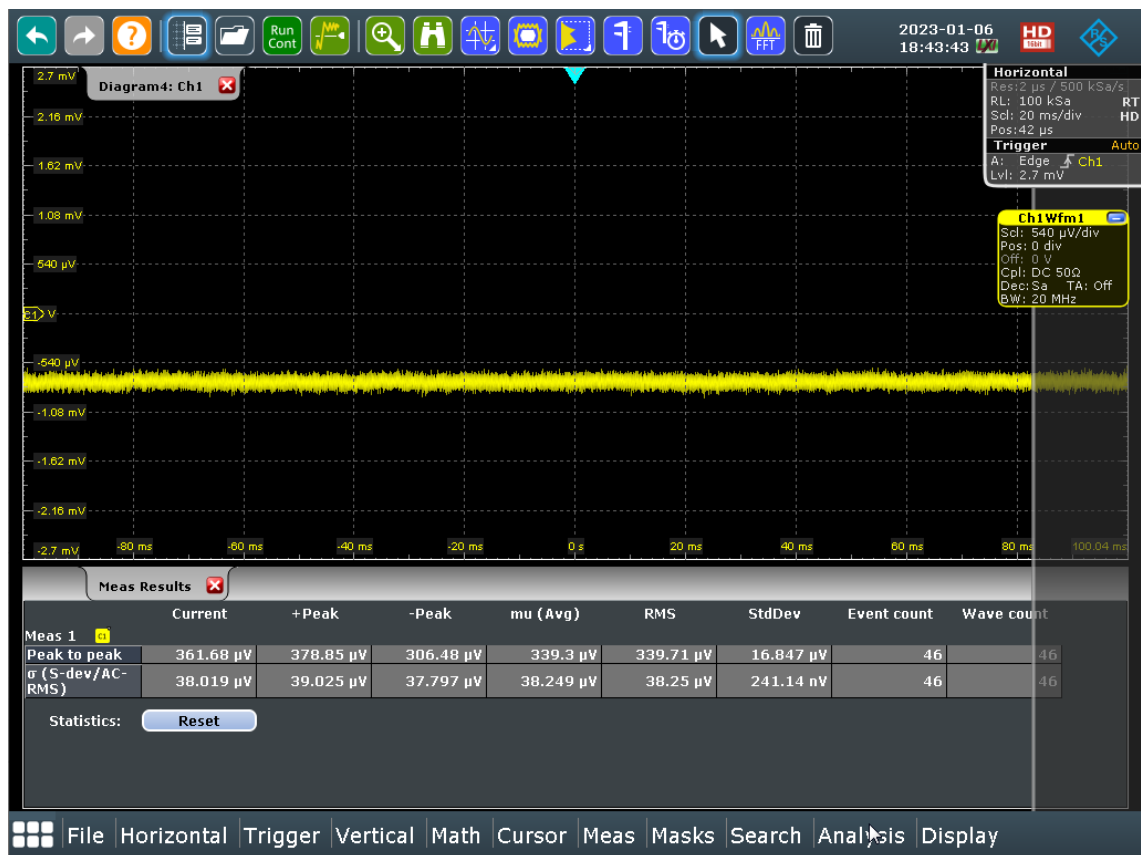 Run Cont
FFT
2023-01-06
18:43:43
HD
16bit
R&S
Diagram4: Ch1
2.7 mV
2.16 mV
1.62 mV
1.08 mV
540 µV
C1 V
-540 µV
-1.08 mV
-1.62 mV
-2.16 mV
-2.7 mV
-80 ms -60 ms -40 ms -20 ms 0 s 20 ms 40 ms 60 ms 80 ms 100.04 ms
Horizontal
Res:2 µs / 500 kSa/s
RL: 100 kSa RT
Scl: 20 ms/div HD
Pos:42 µs
Trigger Auto
A: Edge Ch1
Lvl: 2.7 mV
Ch1Wfm1
Scl: 540 µV/div
Pos: 0 div
Off: 0 V
Cpl: DC 50Ω
Dec:Sa TA: Off
BW: 20 MHz
Meas Results
Current +Peak -Peak mu (Avg) RMS StdDev Event count Wave count
Meas 1 C1
Peak to peak 361.68 µV 378.85 µV 306.48 µV 339.3 µV 339.71 µV 16.847 µV 46 46
σ (S-dev/AC-RMS) 38.019 µV 39.025 µV 37.797 µV 38.249 µV 38.25 µV 241.14 nV 46 46
Statistics: Reset
File Horizontal Trigger Vertical Math Cursor Meas Masks Search Analysis Display